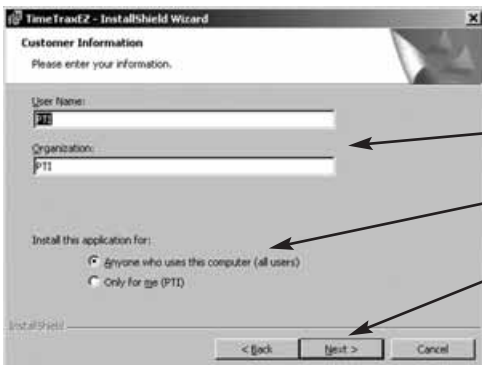 TimeTraxEZ - InstallShield Wizard
Customer Information
Please enter your information.
User Name:
PTI
Organization:
PTI
Install this application for:
Anyone who uses this computer (all users)
Only for me (PTI)
InstallShield
< Back
Next >
Cancel